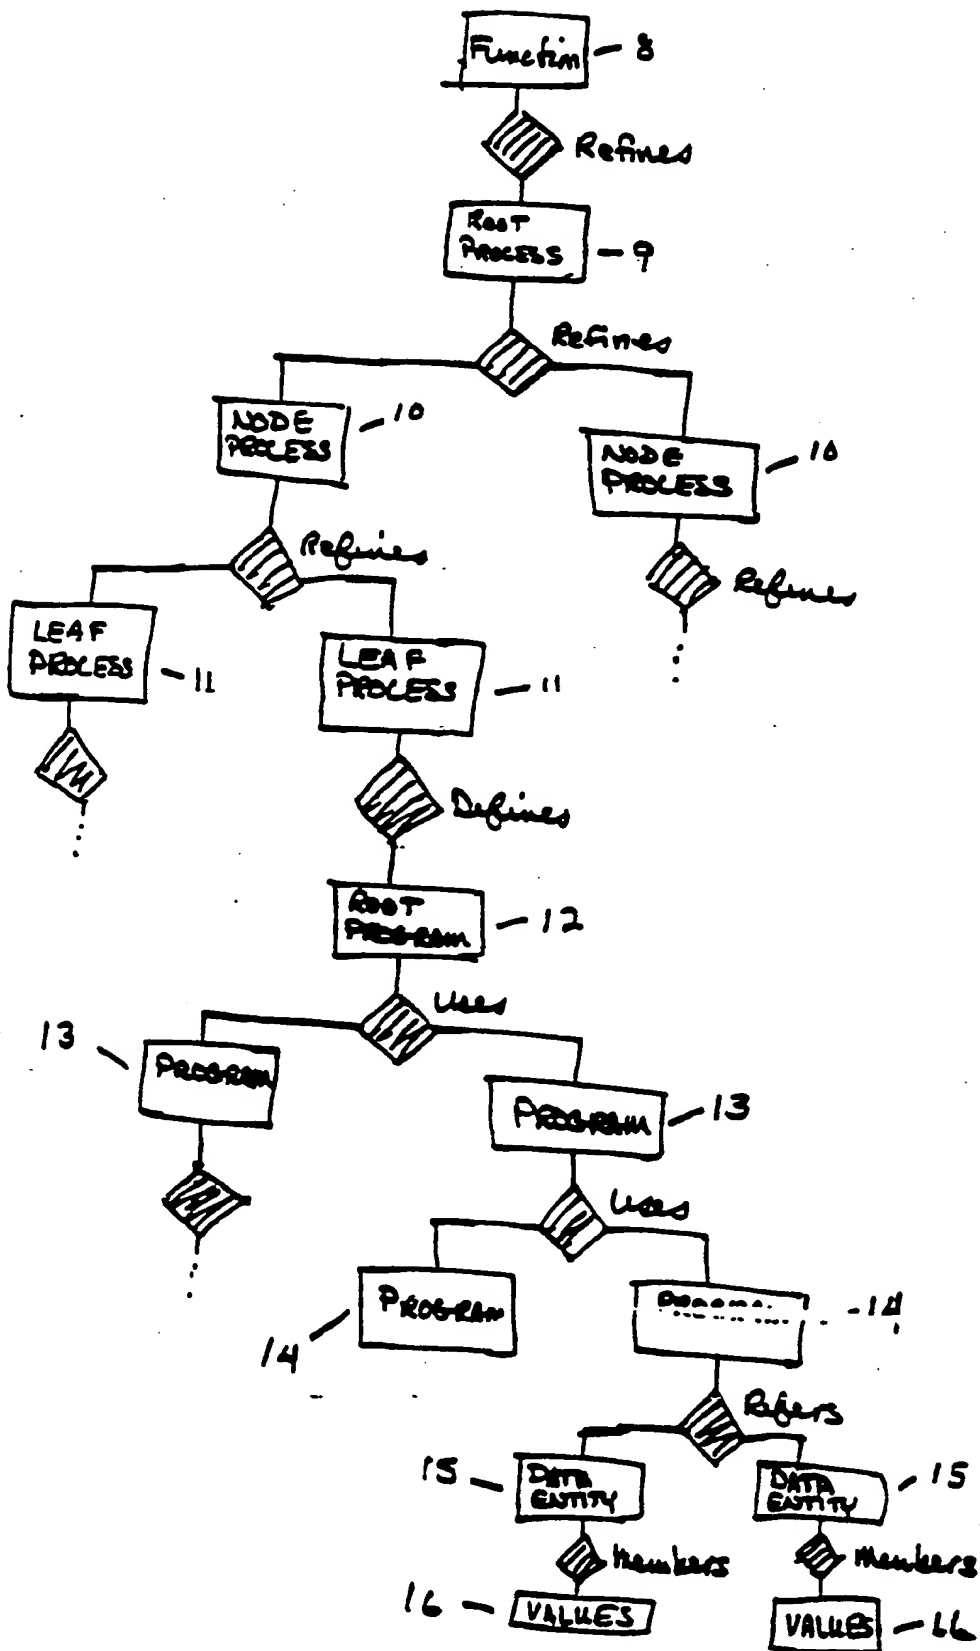 Function
8
Refines
ROOT
PROCESS
9
Refines
NODE
PROCESS
10
NODE
PROCESS
10
Refines
Refines
LEAF
PROCESS
11
LEAF
PROCESS
11
Defines
ROOT
PROGRAM
12
Uses
13
PROGRAM
PROGRAM
13
Uses
PROGRAM
14
14
Refers
15
DATA
ENTITY
DATA
ENTITY
15
Members
Members
16
VALUES
VALUES
16